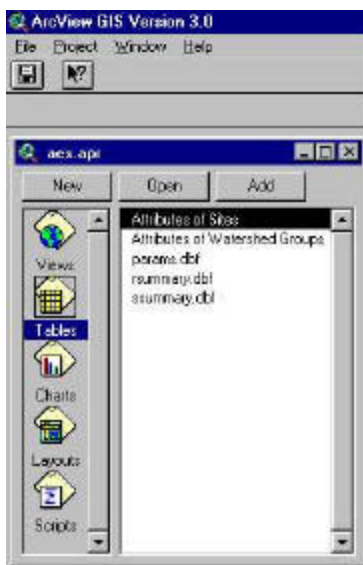 ArcView GIS Version 3.0
File Project Window Help
aes.apr
New Open Add
Attributes of Sites
Attributes of Watershed Groups
params.dbf
rsummary.dbf
ssummary.dbf
Views
Tables
Charts
Layouts
Scripts